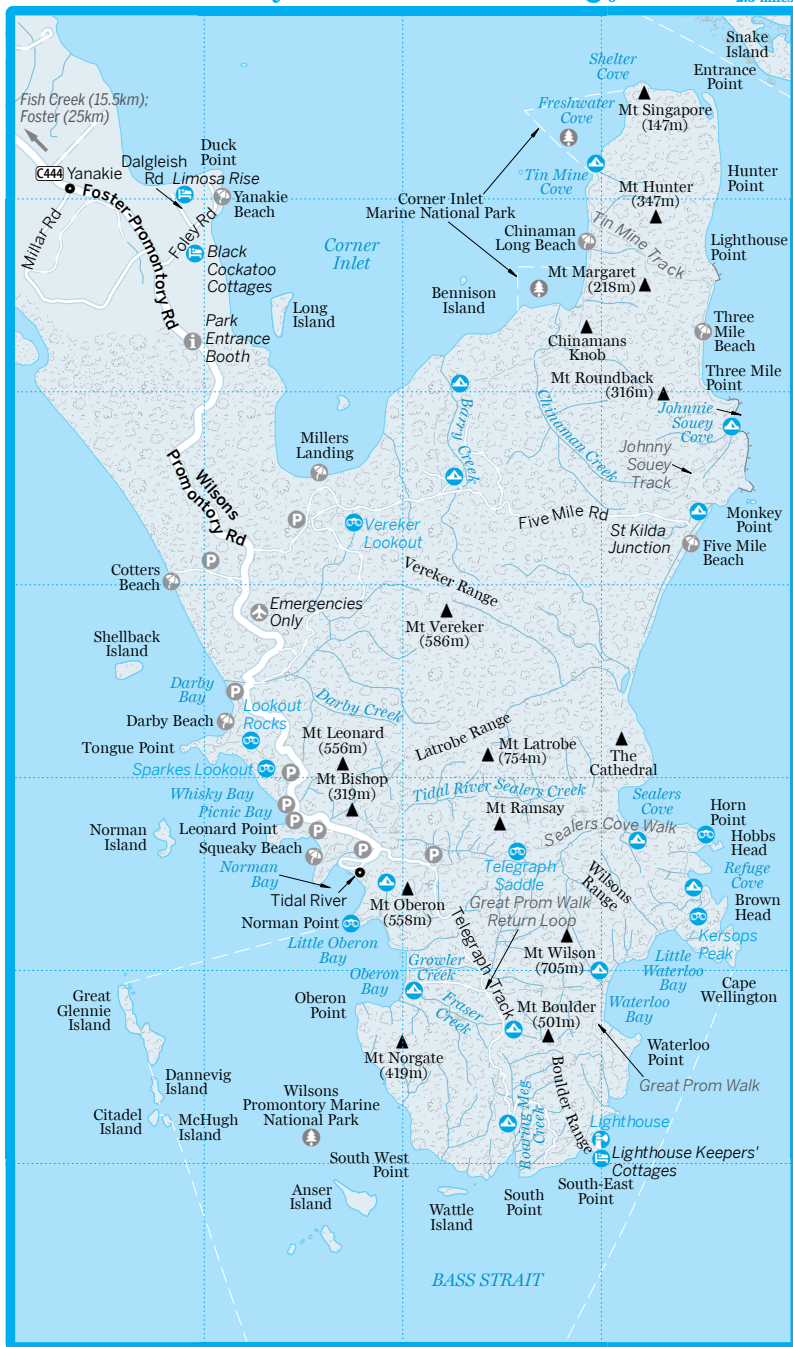 Snake
Island
Entrance
Point
Shelter
Cove
Mt Singapore
(147m)
Fish Creek (15.5km);
Foster (25km)
Freshwater
Cove
Duck
Point
Dalgleish
Rd
Limosa Rise
C444
Yanakie
Yanakie
Beach
Foster-Promontory Rd
Foley Rd
Millar Rd
Black
Cockatoo
Cottages
Tin Mine
Cove
Hunter
Point
Mt Hunter
(347m)
Corner Inlet
Marine National Park
Corner
Inlet
Chinaman
Long Beach
Tin Mine Track
Lighthouse
Point
Mt Margaret
(218m)
Bennison
Island
Long
Island
Park
Entrance
Booth
Three
Mile
Beach
Chinamans
Knob
Mt Roundback
(316m)
Three Mile
Point
Johnnie
Souey
Cove
Barry Creek
Chinaman Creek
Johnny
Souey
Track
Millers
Landing
Wilsons
Promontory Rd
P
Vereker
Lookout
Five Mile Rd
St Kilda
Junction
Monkey
Point
Five Mile
Beach
P
Cotters
Beach
Vereker Range
Emergencies
Only
Mt Vereker
(586m)
Shellback
Island
Darby
Bay
P
Darby Creek
Darby Beach
Lookout
Rocks
Tongue Point
Mt Leonard
(556m)
Latrobe Range
Mt Latrobe
(754m)
The
Cathedral
Sparkes Lookout
P
Mt Bishop
(319m)
Tidal River
Sealers Creek
Sealers
Cove
Whisky Bay
P
Picnic Bay
P
Leonard Point
P
Mt Ramsay
Sealers Cove Walk
Horn
Point
Hobbs
Head
Norman
Island
Squeaky Beach
P
P
Norman
Bay
Telegraph
Saddle
Wilsons
Range
Refuge
Cove
Tidal River
Mt Oberon
(558m)
Great Prom Walk
Return Loop
Brown
Head
Norman Point
Telegraph Track
Kersops
Peak
Little Oberon
Bay
Mt Wilson
(705m)
Little
Waterloo
Bay
Growler
Creek
Oberon
Bay
Cape
Wellington
Great
Glennie
Island
Oberon
Point
Fraser
Creek
Mt Boulder
(501m)
Waterloo
Bay
Mt Norgate
(419m)
Waterloo
Point
Boulder Range
Great Prom Walk
Dannevig
Island
Citadel
Island
McHugh
Island
Wilsons
Promontory Marine
National Park
Roaring Meg
Creek
Lighthouse
Lighthouse Keepers'
Cottages
South West
Point
South-East
Point
Anser
Island
Wattle
Island
South
Point
BASS STRAIT